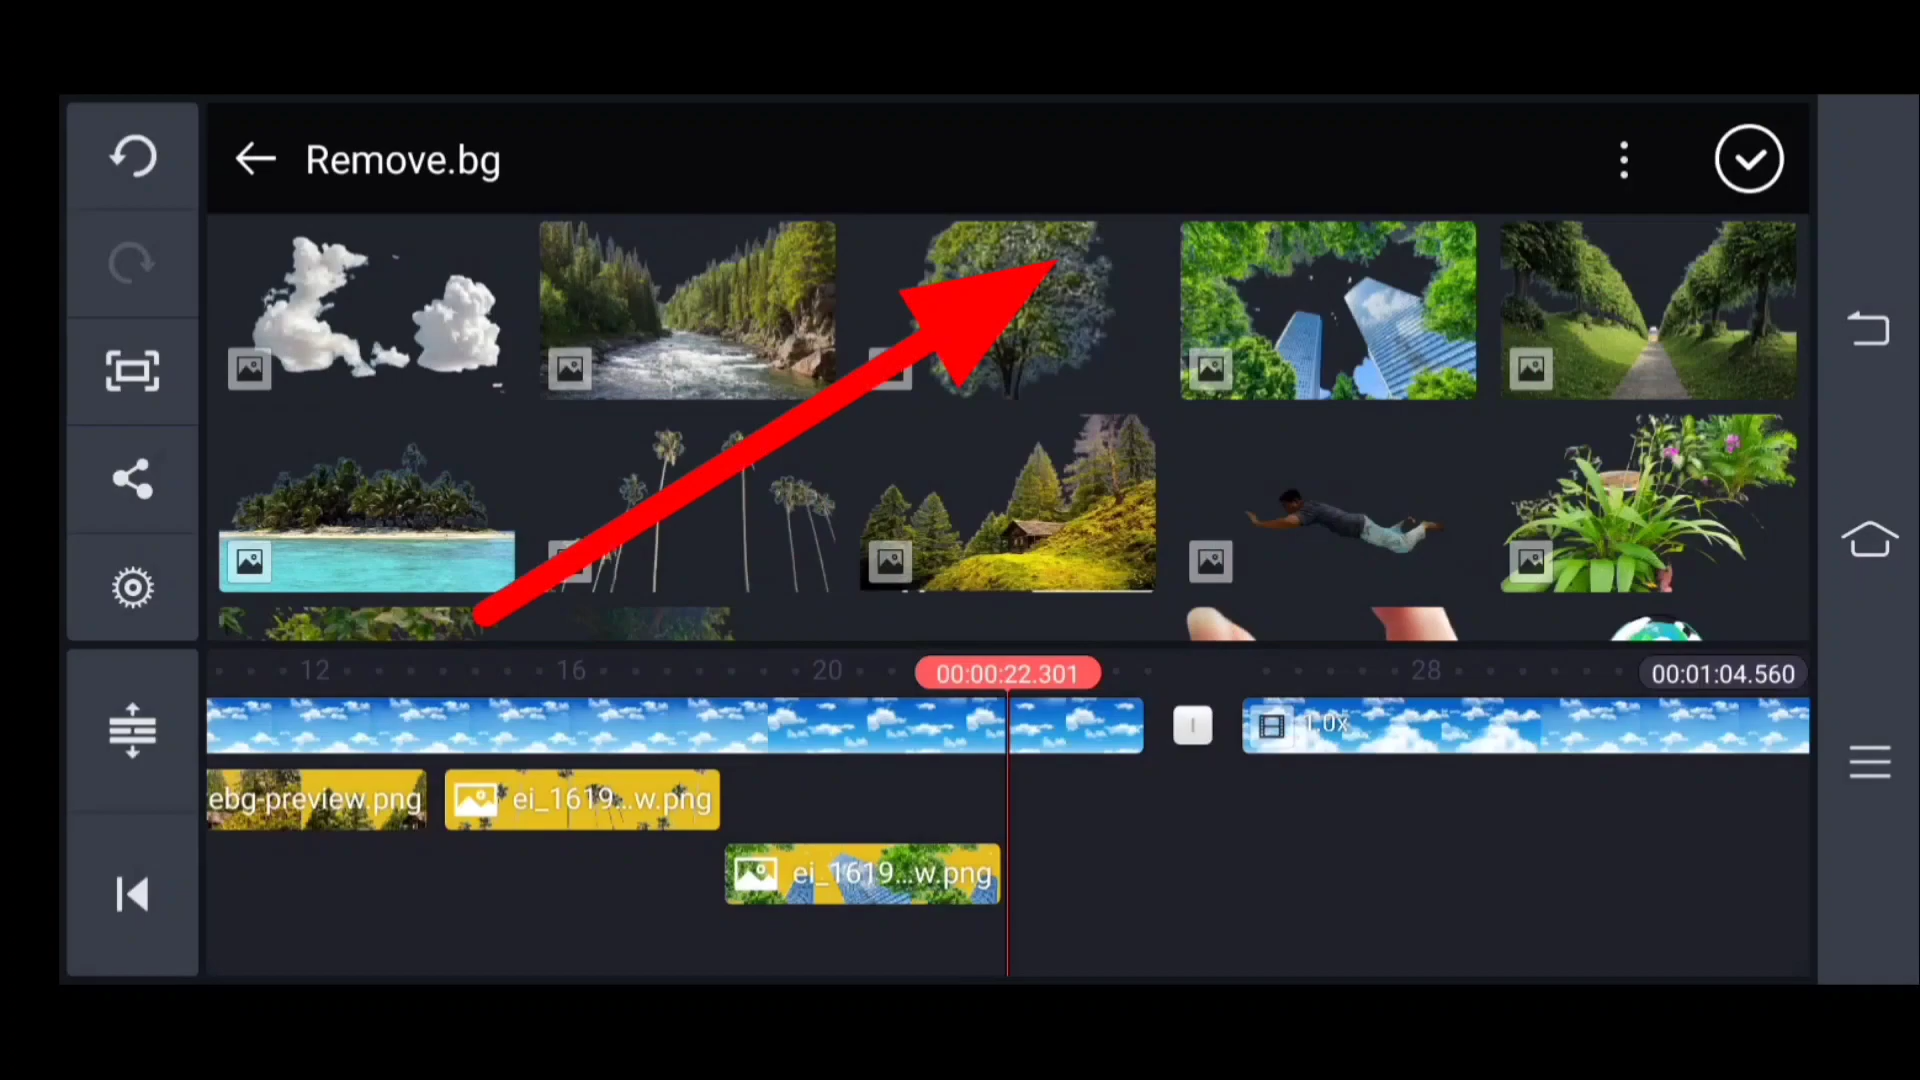 Remove.bg
12 16 20 00:00:22.301 28 00:01:04.560
1.0x
ebg-preview.png ei_1619...w.png
ei_1619...w.png